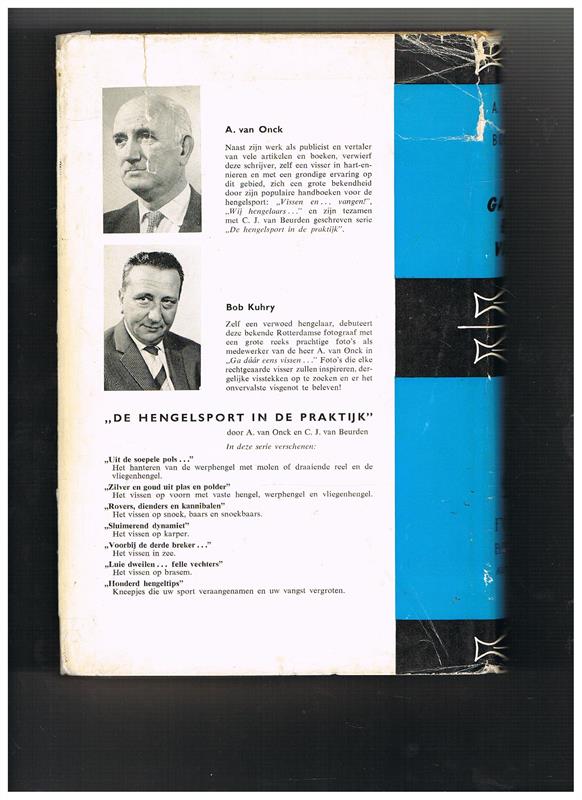 A. van Onck
Naast zijn werk als publicist en vertaler
van vele artikelen en boeken, verwierf
deze schrijver, zelf een visser in hart-en-
nieren en met een grondige ervaring op
dit gebied, zich een grote bekendheid
door zijn populaire handboeken voor de
hengelsport: „Vissen en... vangen!”,
„Wij hengelaars...” en zijn tezamen
met C. J. van Beurden geschreven serie
„De hengelsport in de praktijk”.
Bob Kuhry
Zelf een verwoed hengelaar, debuteert
deze bekende Rotterdamse fotograaf met
een grote reeks prachtige foto's als
medewerker van de heer A. van Onck in
„Ga dáár eens vissen...” Foto's die elke
rechtgeaarde visser zullen inspireren, der-
gelijke visstekken op te zoeken en er het
onvervalste visgenot te beleven!
„DE HENGELSPORT IN DE PRAKTIJK”
door A. van Onck en C. J. van Beurden
In deze serie verschenen:
„Uit de soepele pols...”
Het hanteren van de werphengel met molen of draaiende reel en de
vliegenhengel.
„Zilver en goud uit plas en polder”
Het vissen op voorn met vaste hengel, werphengel en vliegenhengel.
„Rovers, dienders en kannibalen”
Het vissen op snoek, baars en snoekbaars.
„Sluimerend dynamiet”
Het vissen op karper.
„Voorbij de derde breker...”
Het vissen in zee.
„Luie dweilen... felle vechters”
Het vissen op brasem.
„Honderd hengeltips”
Kneepjes die uw sport veraangenamen en uw vangst vergroten.